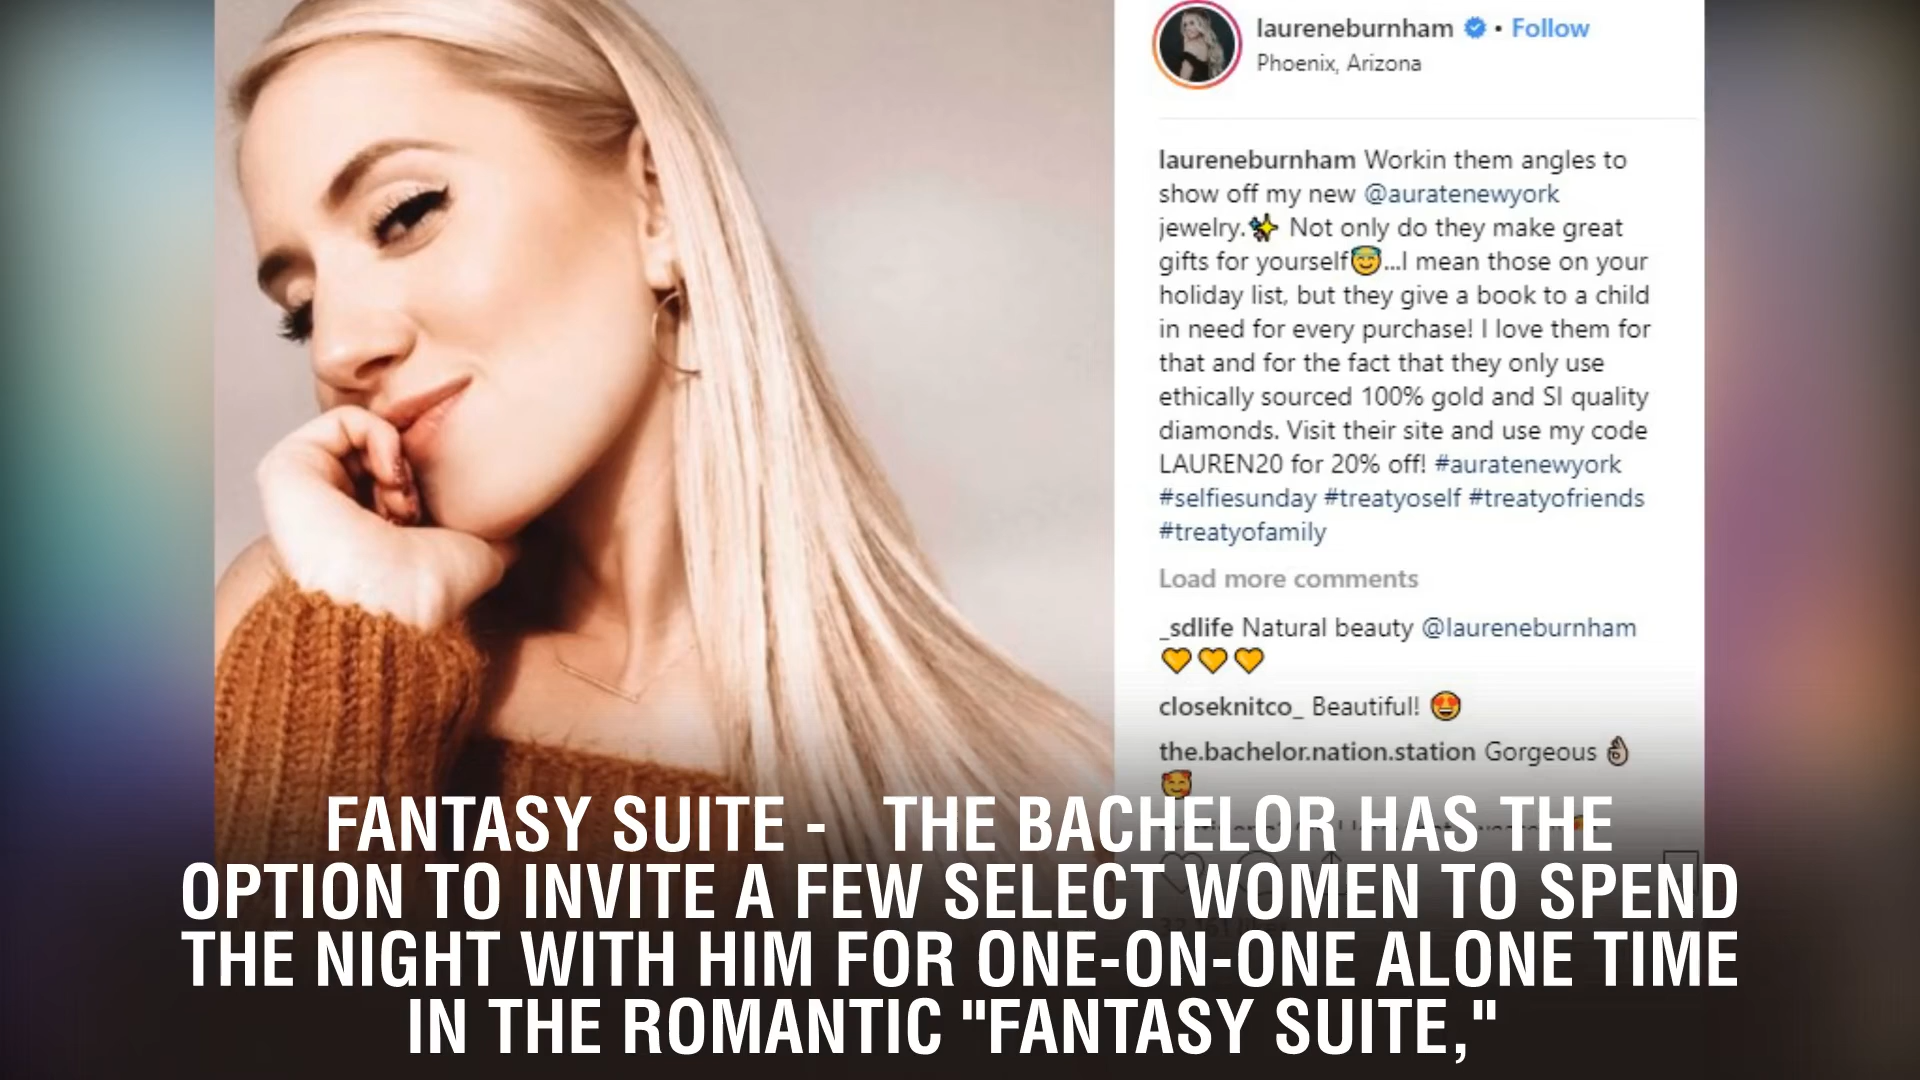 laureneburnham • Follow
Phoenix, Arizona
laureneburnham Workin them angles to
show off my new @auratenewyork
jewelry.✨ Not only do they make great
gifts for yourself😇...I mean those on your
holiday list, but they give a book to a child
in need for every purchase! I love them for
that and for the fact that they only use
ethically sourced 100% gold and SI quality
diamonds. Visit their site and use my code
LAUREN20 for 20% off! #auratenewyork
#selfiesunday #treatyoself #treatyofriends
#treatyofamily
Load more comments
_sdlife Natural beauty @laureneburnham
💛💛💛
closeknitco_ Beautiful! 😍
the.bachelor.nation.station Gorgeous 👌🏼
🥰
FANTASY SUITE - THE BACHELOR HAS THE
OPTION TO INVITE A FEW SELECT WOMEN TO SPEND
THE NIGHT WITH HIM FOR ONE-ON-ONE ALONE TIME
IN THE ROMANTIC "FANTASY SUITE,"